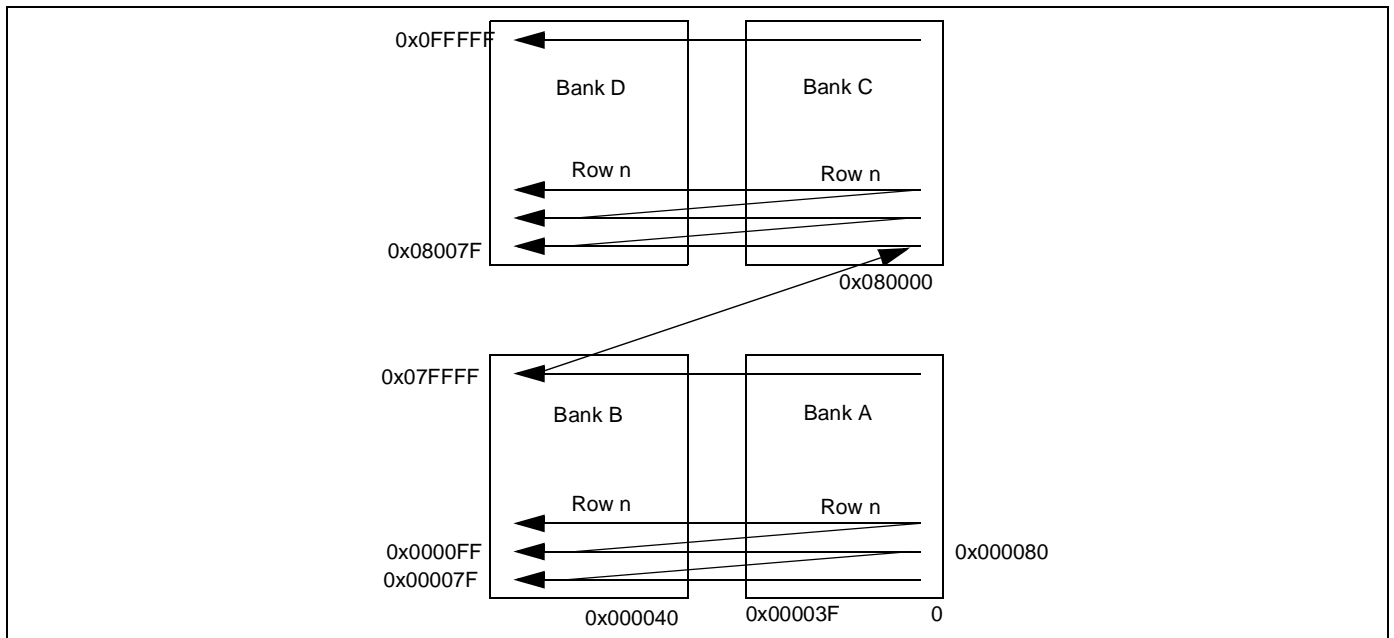 0x0FFFFF
Bank D
Bank C
Row n
Row n
0x08007F
0x080000
0x07FFFF
Bank B
Bank A
Row n
Row n
0x0000FF
0x000080
0x00007F
0x000040
0x00003F
0